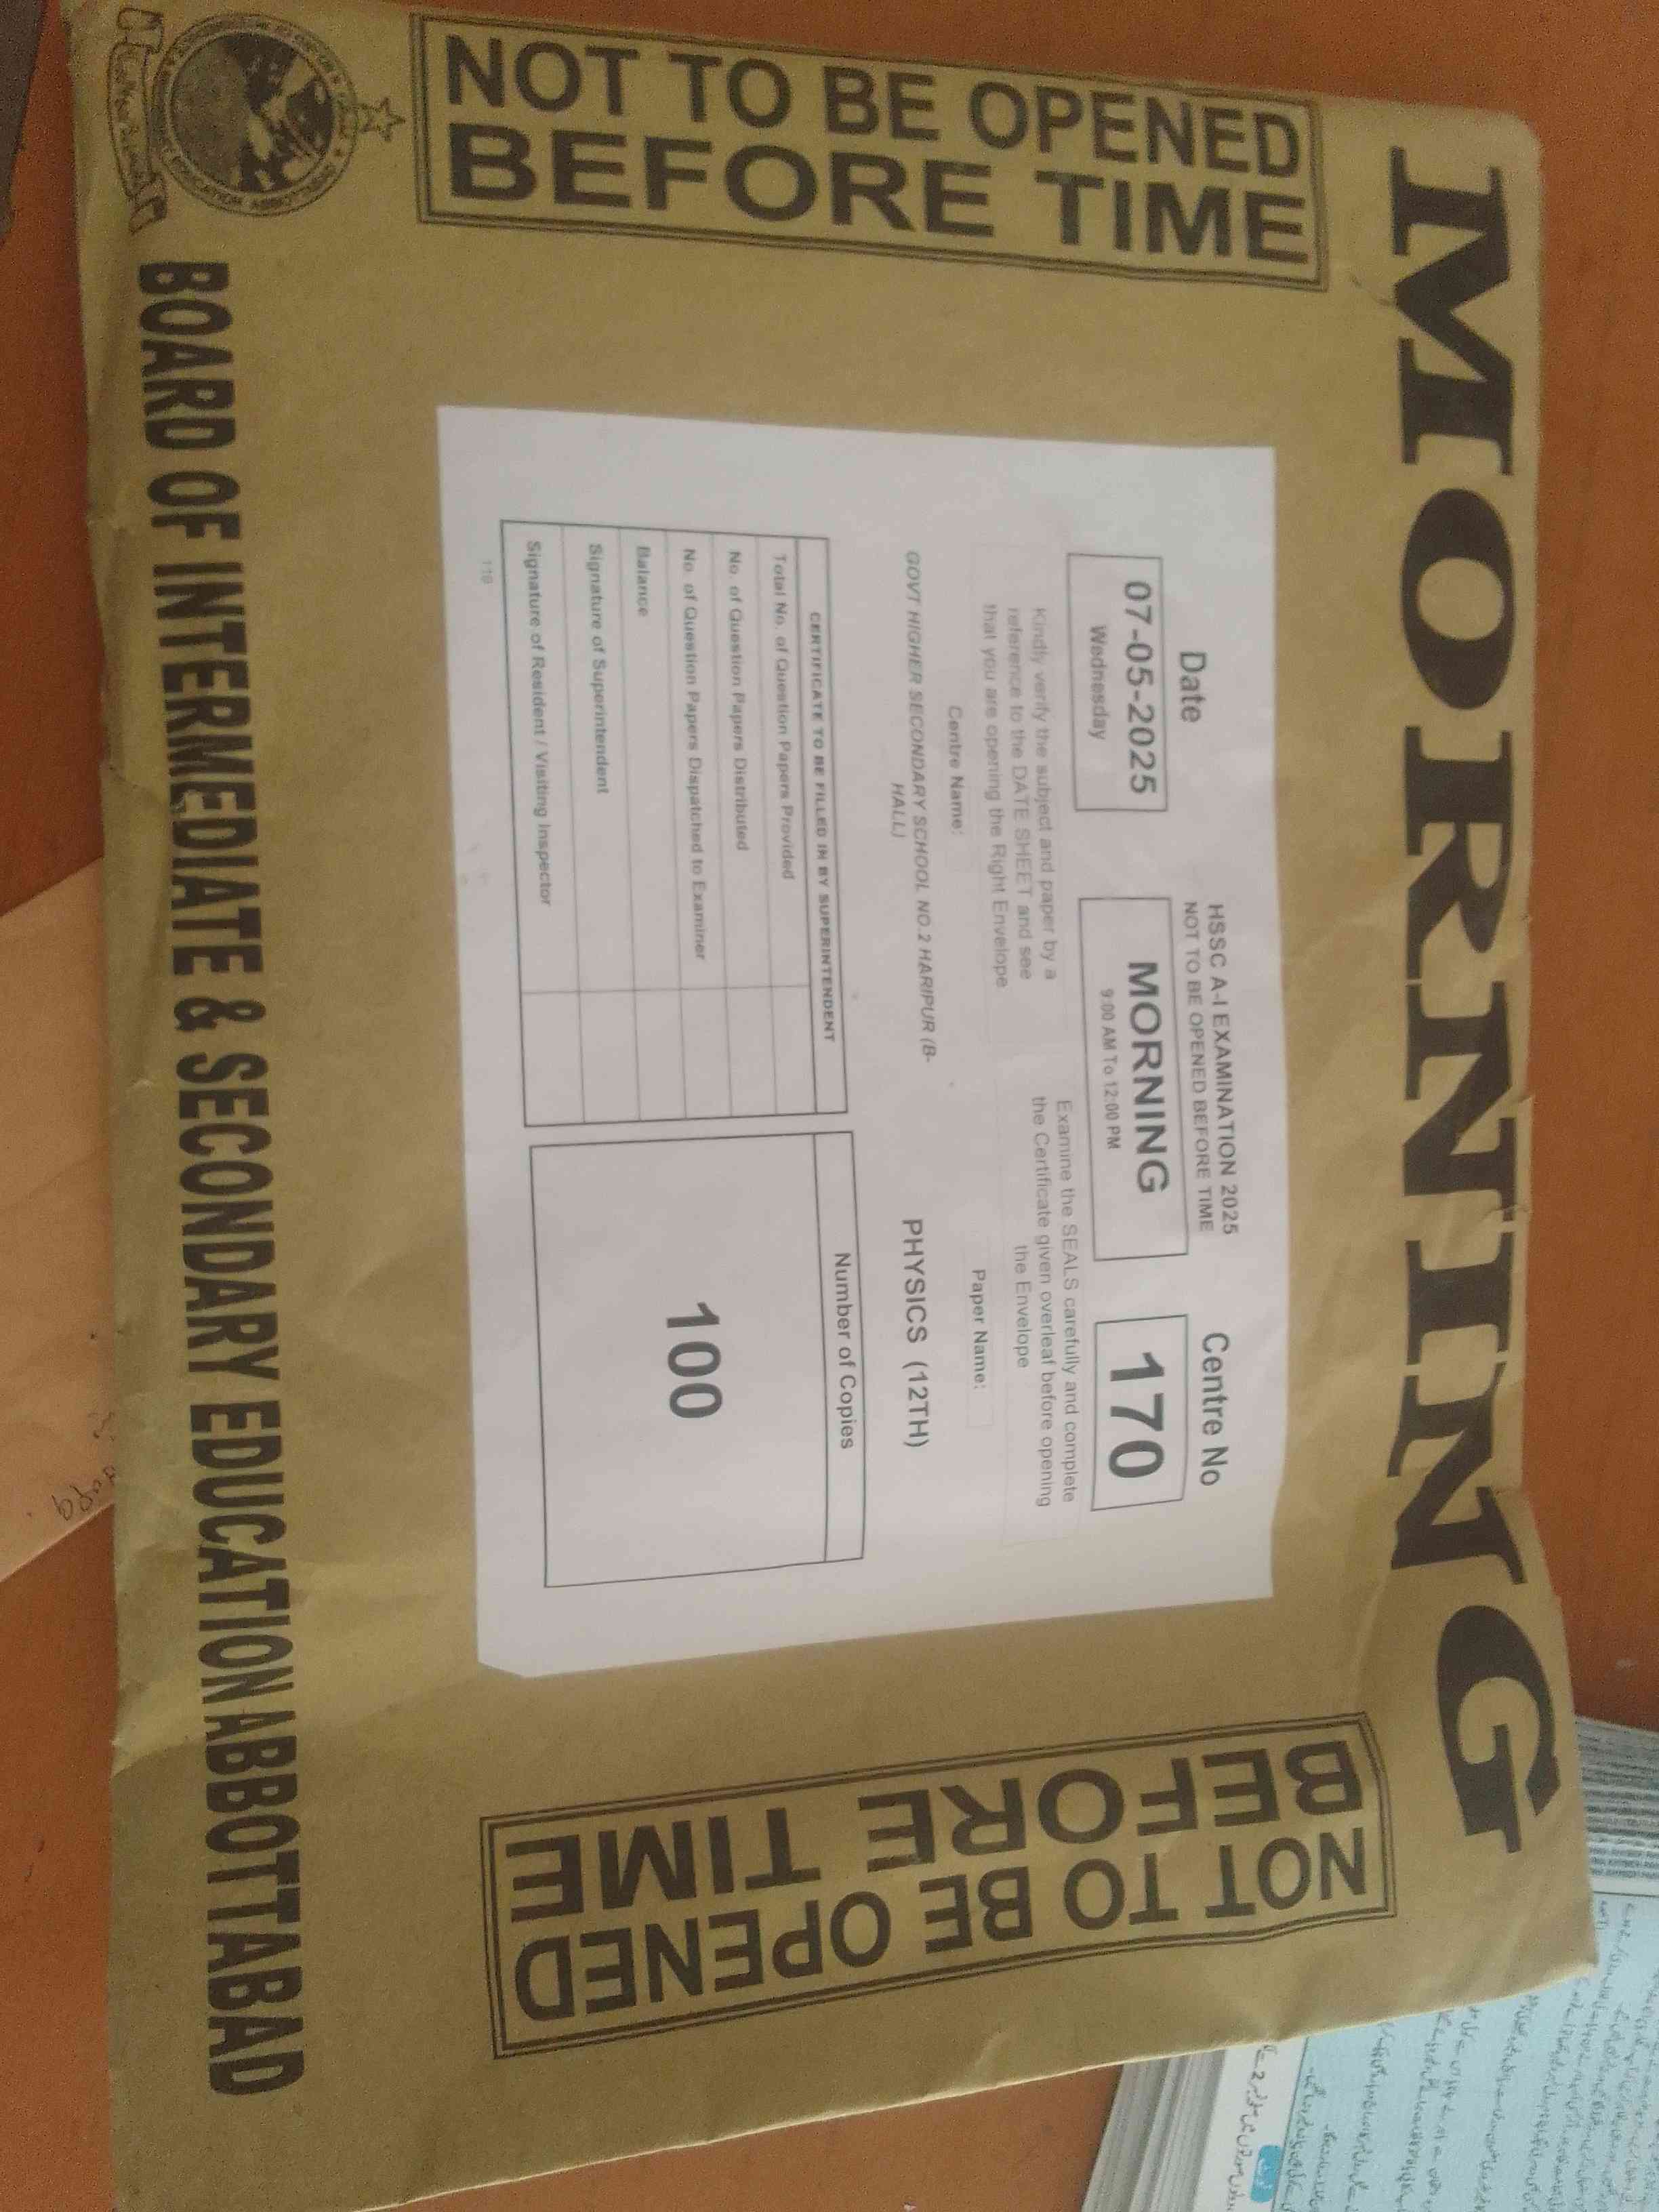 MORNING
NOT TO BE OPENED
BEFORE TIME
Date
07-05-2025
Wednesday
HSSC A-I EXAMINATION 2025
NOT TO BE OPENED BEFORE TIME
MORNING
9:00 AM To 12:00 PM
Centre No
170
Kindly verify the subject and paper by a
reference to the DATE SHEET and see
that you are opening the Right Envelope
Examine the SEALS carefully and complete
the Certificate given overleaf before opening
the Envelope
Centre Name:
GOVT HIGHER SECONDARY SCHOOL NO.2 HARIPUR (B-
HALL)
Paper Name:
PHYSICS (12TH)
CERTIFICATE TO BE FILLED IN BY SUPERINTENDENT
Total No. of Question Papers Provided
No. of Question Papers Distributed
No. of Question Papers Dispatched to Examiner
Balance
Signature of Superintendent
Signature of Resident / Visiting Inspector
Number of Copies
100
119
NOT TO BE OPENED
BEFORE TIME
BOARD OF INTERMEDIATE & SECONDARY EDUCATION ABBOTTABAD